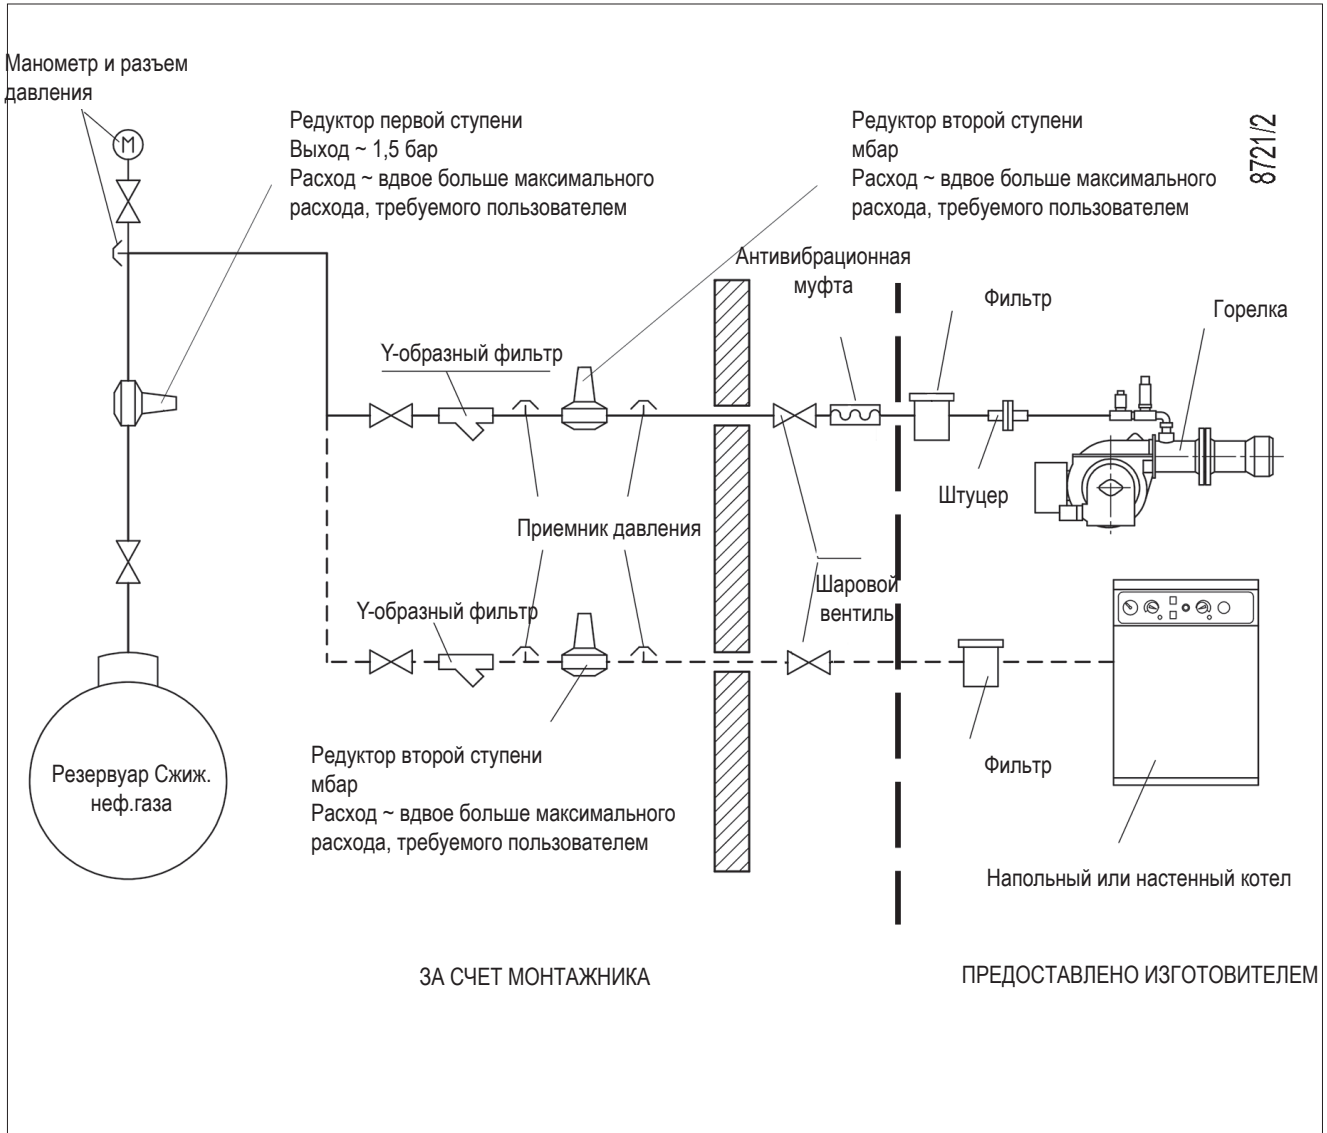 Манометр и разъем
давления
M
Редуктор первой ступени
Выход ~ 1,5 бар
Расход ~ вдвое больше максимального
расхода, требуемого пользователем
Редуктор второй ступени
мбар
Расход ~ вдвое больше максимального
расхода, требуемого пользователем
8721/2
Антивибрационная
муфта
Фильтр
Горелка
Y-образный фильтр
Штуцер
Приемник давления
Шаровой
вентиль
Y-образный фильтр
Резервуар Сжиж.
неф.газа
Редуктор второй ступени
мбар
Расход ~ вдвое больше максимального
расхода, требуемого пользователем
Фильтр
Напольный или настенный котел
ЗА СЧЕТ МОНТАЖНИКА
ПРЕДОСТАВЛЕНО ИЗГОТОВИТЕЛЕМ